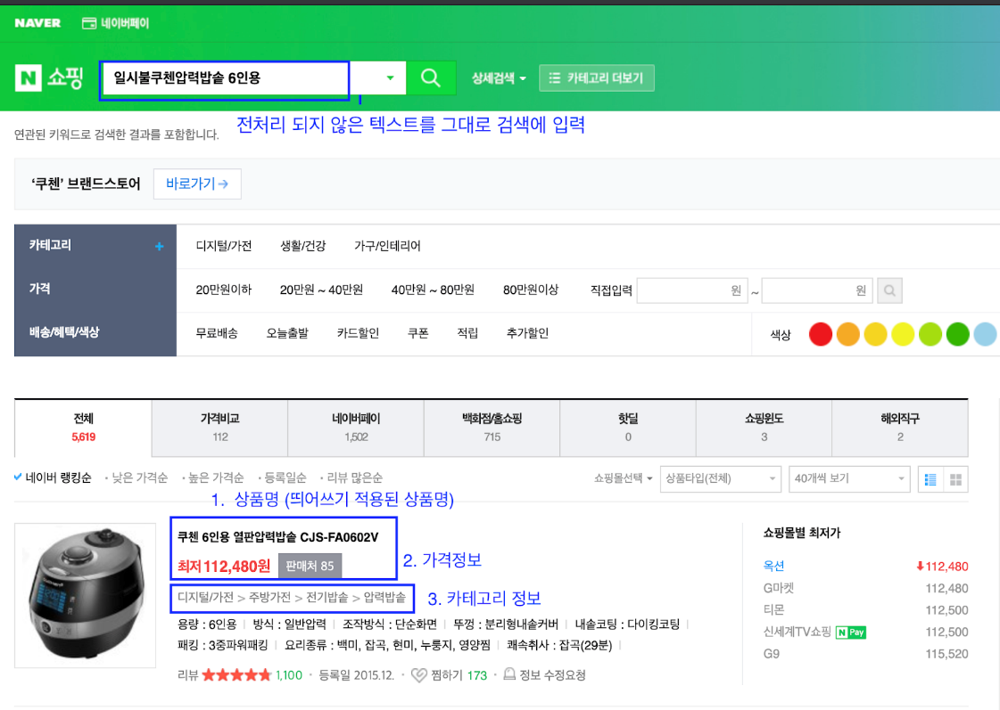 NAVER 네이버페이
N 쇼핑 일시불쿠첸압력밥솥 6인용 상세검색 카테고리 더보기
전처리 되지 않은 텍스트를 그대로 검색에 입력
연관된 키워드로 검색한 결과를 포함합니다.
‘쿠첸’ 브랜드스토어 바로가기→
카테고리 + 디지털/가전 생활/건강 가구/인테리어
가격 20만원이하 20만원 ~ 40만원 40만원 ~ 80만원 80만원이상 직접입력 원 ~ 원
배송/혜택/색상 무료배송 오늘출발 카드할인 쿠폰 적립 추가할인 색상
전체 가격비교 네이버페이 백화점/홈쇼핑 핫딜 쇼핑윈도 해외직구
5,619 112 1,502 715 0 3 2
네이버 랭킹순 · 낮은 가격순 · 높은 가격순 · 등록일순 · 리뷰 많은순 쇼핑몰선택 상품타입(전체) 40개씩 보기
1. 상품명 (띄어쓰기 적용된 상품명)
쿠첸 6인용 열판압력밥솥 CJS-FA0602V
최저 112,480원 판매처 85
2. 가격정보
디지털/가전 > 주방가전 > 전기밥솥 > 압력밥솥
3. 카테고리 정보
용량 : 6인용 | 방식 : 일반압력 | 조작방식 : 단순화면 | 뚜껑 : 분리형내솥커버 | 내솥코팅 : 다이킹코팅 |
패킹 : 3중파워패킹 | 요리종류 : 백미, 잡곡, 현미, 누룽지, 영양찜 | 쾌속취사 : 잡곡(29분) |
리뷰 ★★★★★ 1,100 · 등록일 2015.12. · 찜하기 173 · 정보 수정요청
쇼핑몰별 최저가
옥션 112,480
G마켓 112,480
티몬 112,500
신세계TV쇼핑 N Pay 112,500
G9 115,520